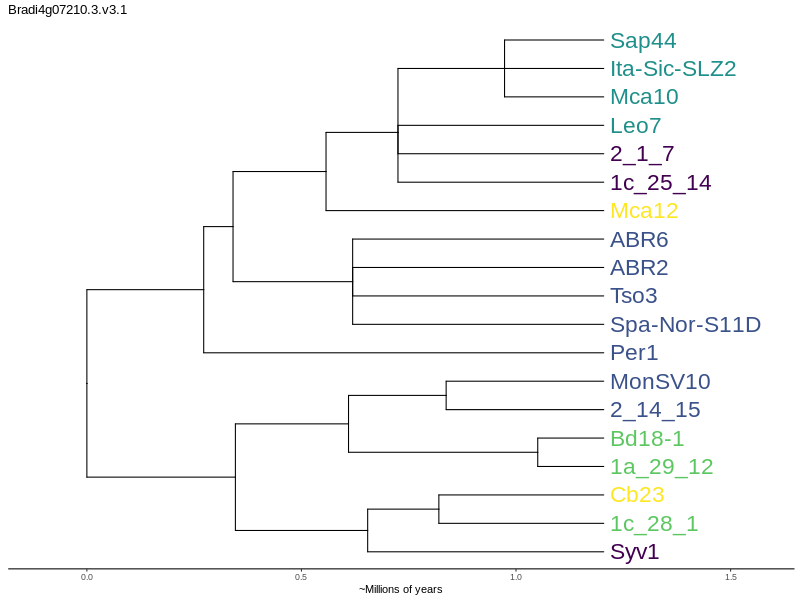 Bradi4g07210.3.v3.1
Sap44
Ita-Sic-SLZ2
Mca10
Leo7
2_1_7
1c_25_14
Mca12
ABR6
ABR2
Tso3
Spa-Nor-S11D
Per1
MonSV10
2_14_15
Bd18-1
1a_29_12
Cb23
1c_28_1
Syv1
0.0 0.5 1.0 1.5
~Millions of years